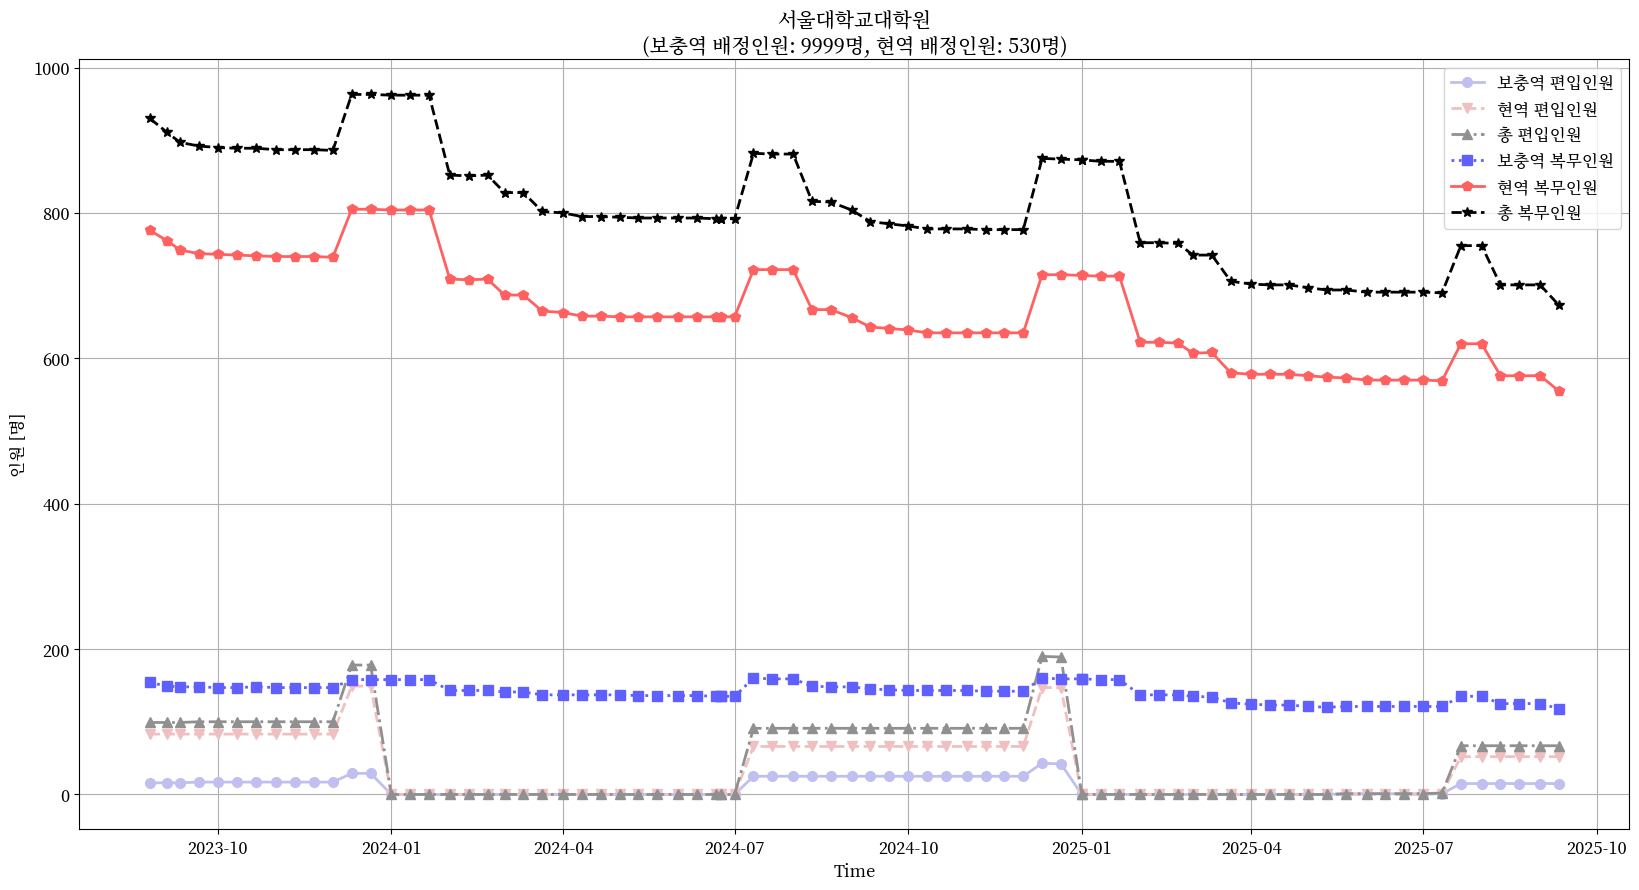 서울대학교대학원
(보충역 배정인원: 9999명, 현역 배정인원: 530명)
보충역 편입인원
현역 편입인원
총 편입인원
보충역 복무인원
현역 복무인원
총 복무인원
인원 [명]
1000
800
600
400
200
0
2023-10
2024-01
2024-04
2024-07
2024-10
2025-01
2025-04
2025-07
2025-10
Time